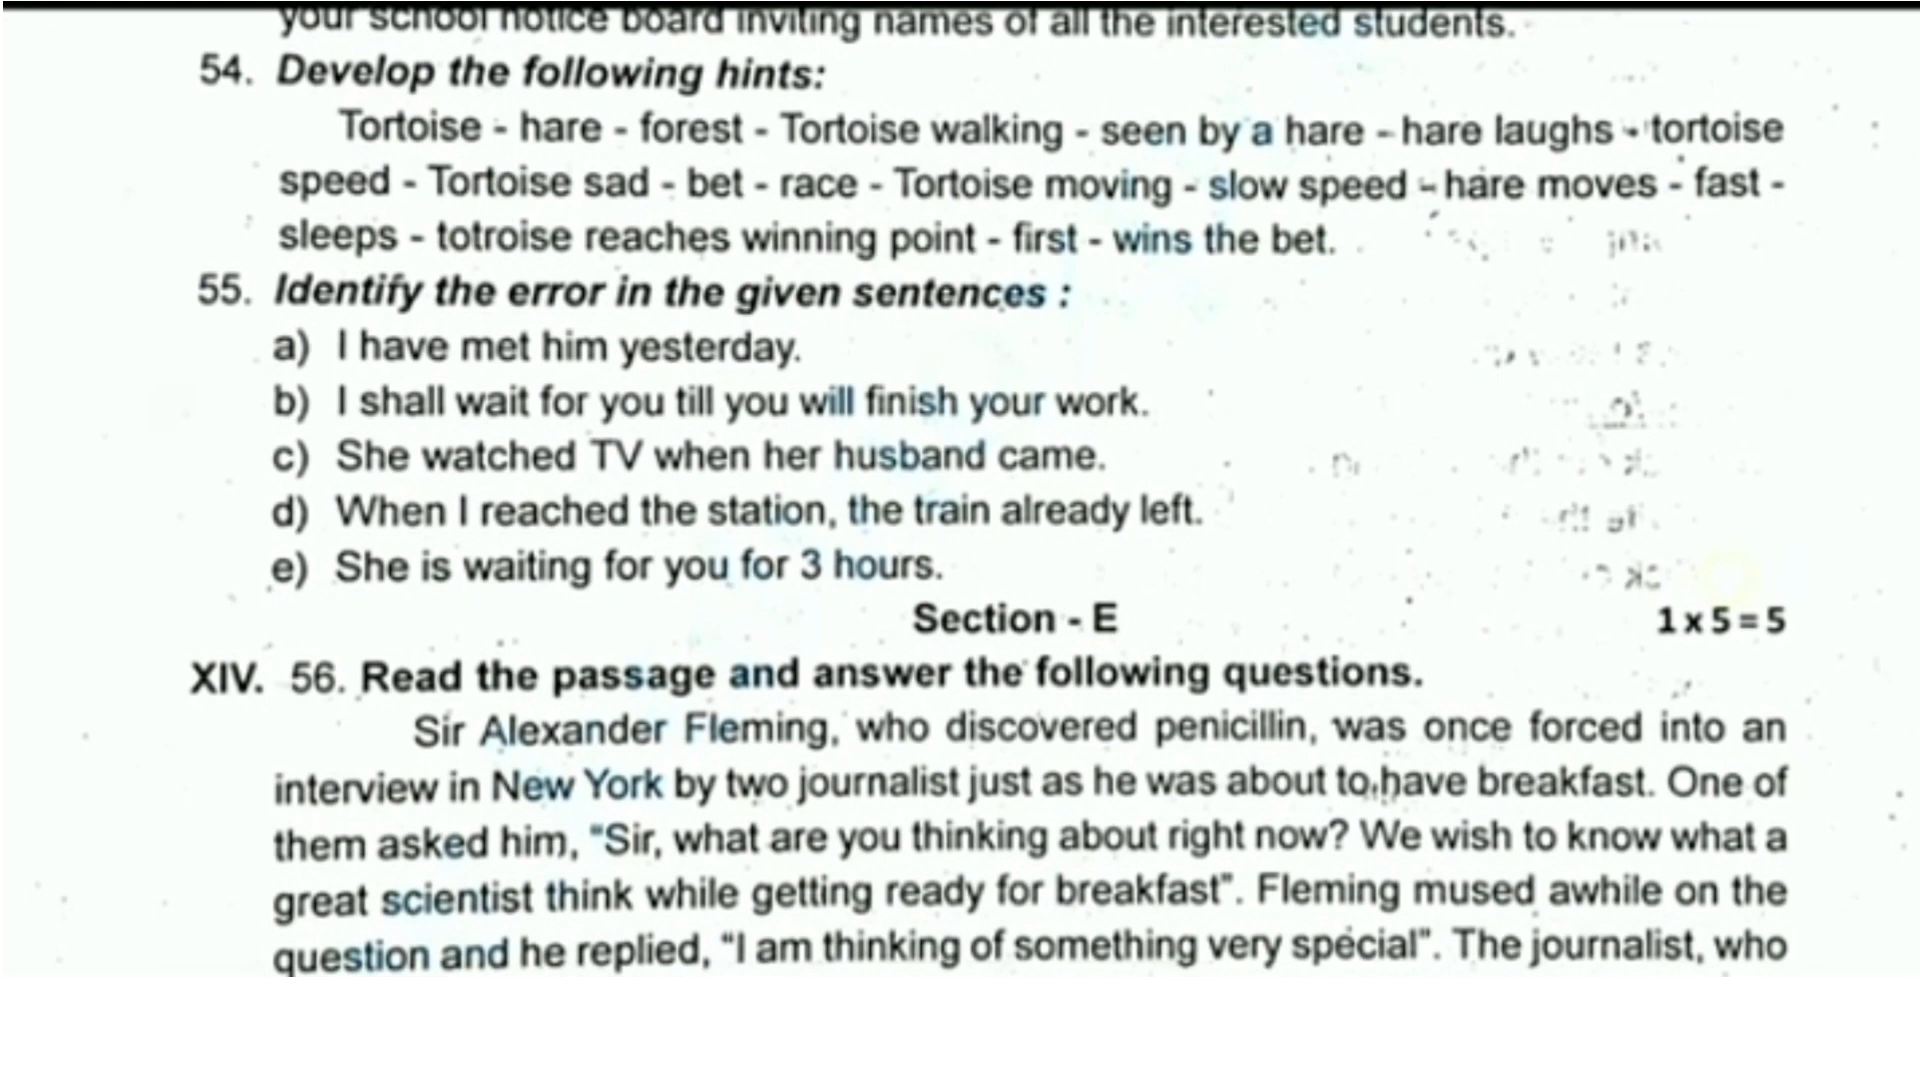 your school notice board inviting names of all the interested students.
54. Develop the following hints:
Tortoise - hare - forest - Tortoise walking - seen by a hare - hare laughs - tortoise
speed - Tortoise sad - bet - race - Tortoise moving - slow speed - hare moves - fast -
sleeps - totroise reaches winning point - first - wins the bet.
55. Identify the error in the given sentences :
a) I have met him yesterday.
b) I shall wait for you till you will finish your work.
c) She watched TV when her husband came.
d) When I reached the station, the train already left.
e) She is waiting for you for 3 hours.
Section - E 1 x 5 = 5
XIV. 56. Read the passage and answer the following questions.
Sir Alexander Fleming, who discovered penicillin, was once forced into an
interview in New York by two journalist just as he was about to have breakfast. One of
them asked him, "Sir, what are you thinking about right now? We wish to know what a
great scientist think while getting ready for breakfast". Fleming mused awhile on the
question and he replied, "I am thinking of something very special". The journalist, who